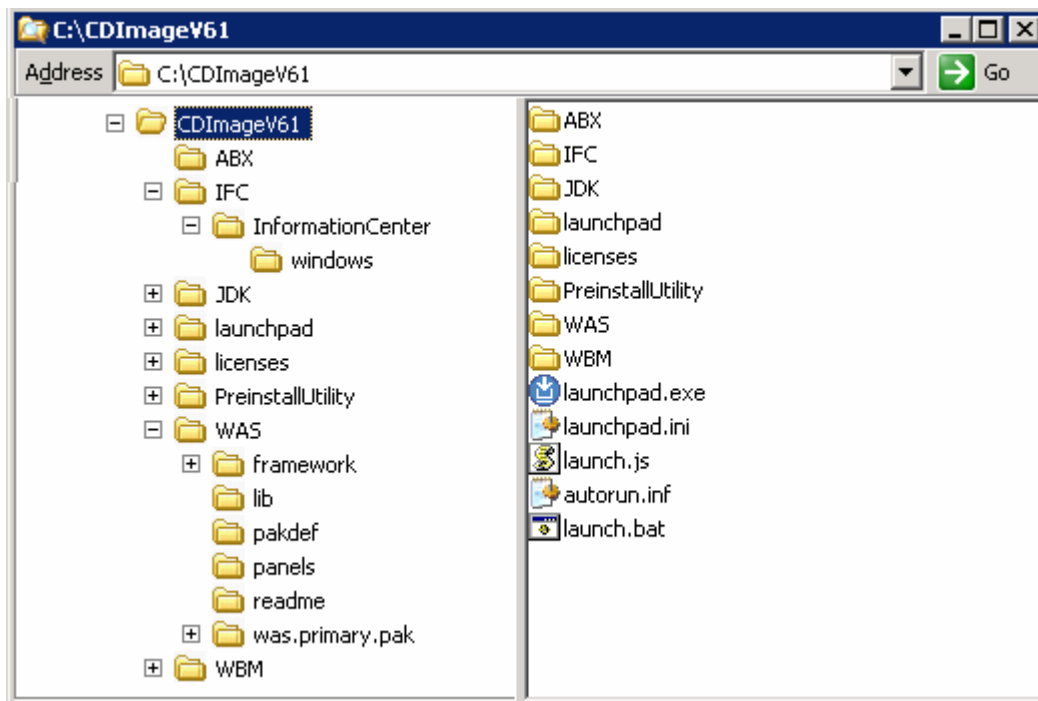 C:\CDImageV61
Address C:\CDImageV61 Go
CDImageV61
ABX
IFC
InformationCenter
windows
JDK
launchpad
licenses
PreinstallUtility
WAS
framework
lib
pakdef
panels
readme
was.primary.pak
WBM
ABX
IFC
JDK
launchpad
licenses
PreinstallUtility
WAS
WBM
launchpad.exe
launchpad.ini
launch.js
autorun.inf
launch.bat